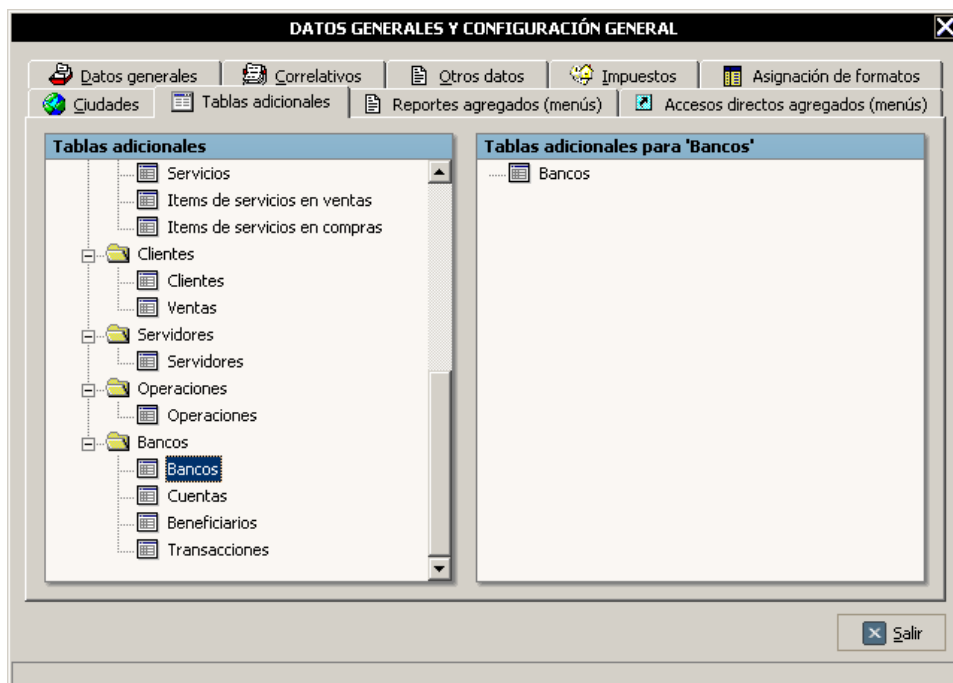 DATOS GENERALES Y CONFIGURACIÓN GENERAL
Datos generales
Correlativos
Otros datos
Impuestos
Asignación de formatos
Ciudades
Tablas adicionales
Reportes agregados (menús)
Accesos directos agregados (menús)
Tablas adicionales
Servicios
Items de servicios en ventas
Items de servicios en compras
Clientes
Clientes
Ventas
Servidores
Servidores
Operaciones
Operaciones
Bancos
Bancos
Cuentas
Beneficiarios
Transacciones
Tablas adicionales para 'Bancos'
Bancos
Salir